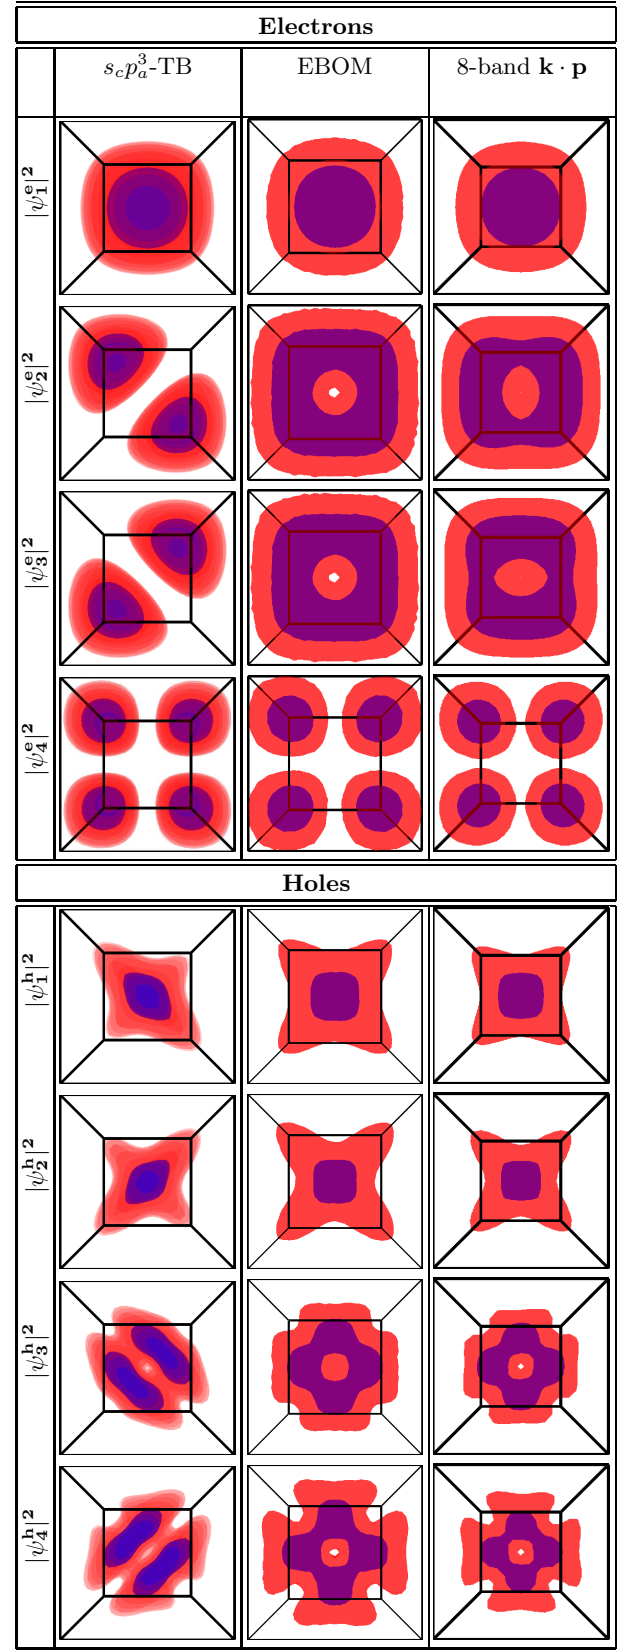 Electrons
s_c p_a^3-TB EBOM 8-band k · p
|ψ_1^e|^2
|ψ_2^e|^2
|ψ_3^e|^2
|ψ_4^e|^2
Holes
|ψ_1^h|^2
|ψ_2^h|^2
|ψ_3^h|^2
|ψ_4^h|^2